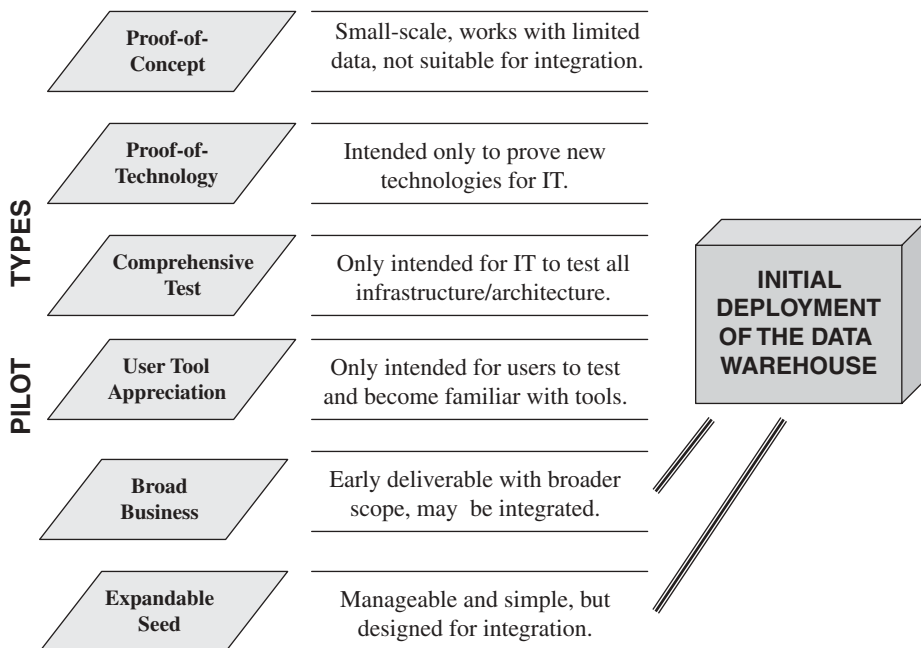 PILOT TYPES
Proof-of-
Concept
Small-scale, works with limited
data, not suitable for integration.
Proof-of-
Technology
Intended only to prove new
technologies for IT.
Comprehensive
Test
Only intended for IT to test all
infrastructure/architecture.
User Tool
Appreciation
Only intended for users to test
and become familiar with tools.
Broad
Business
Early deliverable with broader
scope, may be integrated.
Expandable
Seed
Manageable and simple, but
designed for integration.
INITIAL
DEPLOYMENT
OF THE DATA
WAREHOUSE